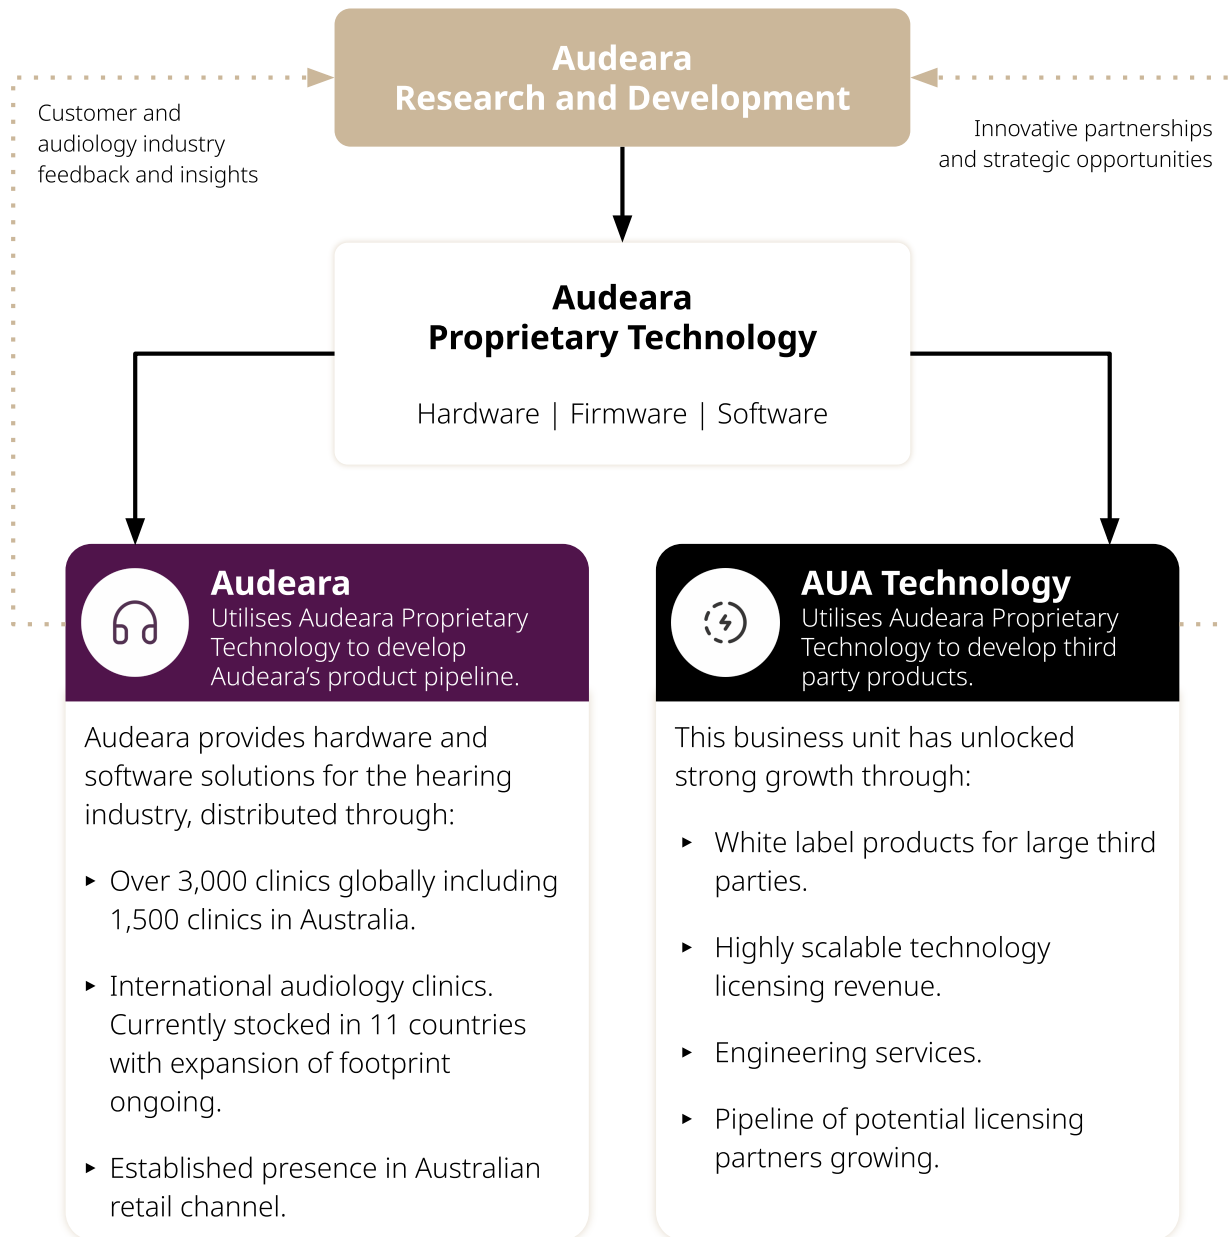 Audeara
Research and Development
Customer and
audiology industry
feedback and insights
Innovative partnerships
and strategic opportunities
Audeara
Proprietary Technology
Hardware | Firmware | Software
Audeara
Utilises Audeara Proprietary
Technology to develop
Audeara’s product pipeline.
Audeara provides hardware and
software solutions for the hearing
industry, distributed through:
‣ Over 3,000 clinics globally including
1,500 clinics in Australia.
‣ International audiology clinics.
Currently stocked in 11 countries
with expansion of footprint
ongoing.
‣ Established presence in Australian
retail channel.
AUA Technology
Utilises Audeara Proprietary
Technology to develop third
party products.
This business unit has unlocked
strong growth through:
‣ White label products for large third
parties.
‣ Highly scalable technology
licensing revenue.
‣ Engineering services.
‣ Pipeline of potential licensing
partners growing.